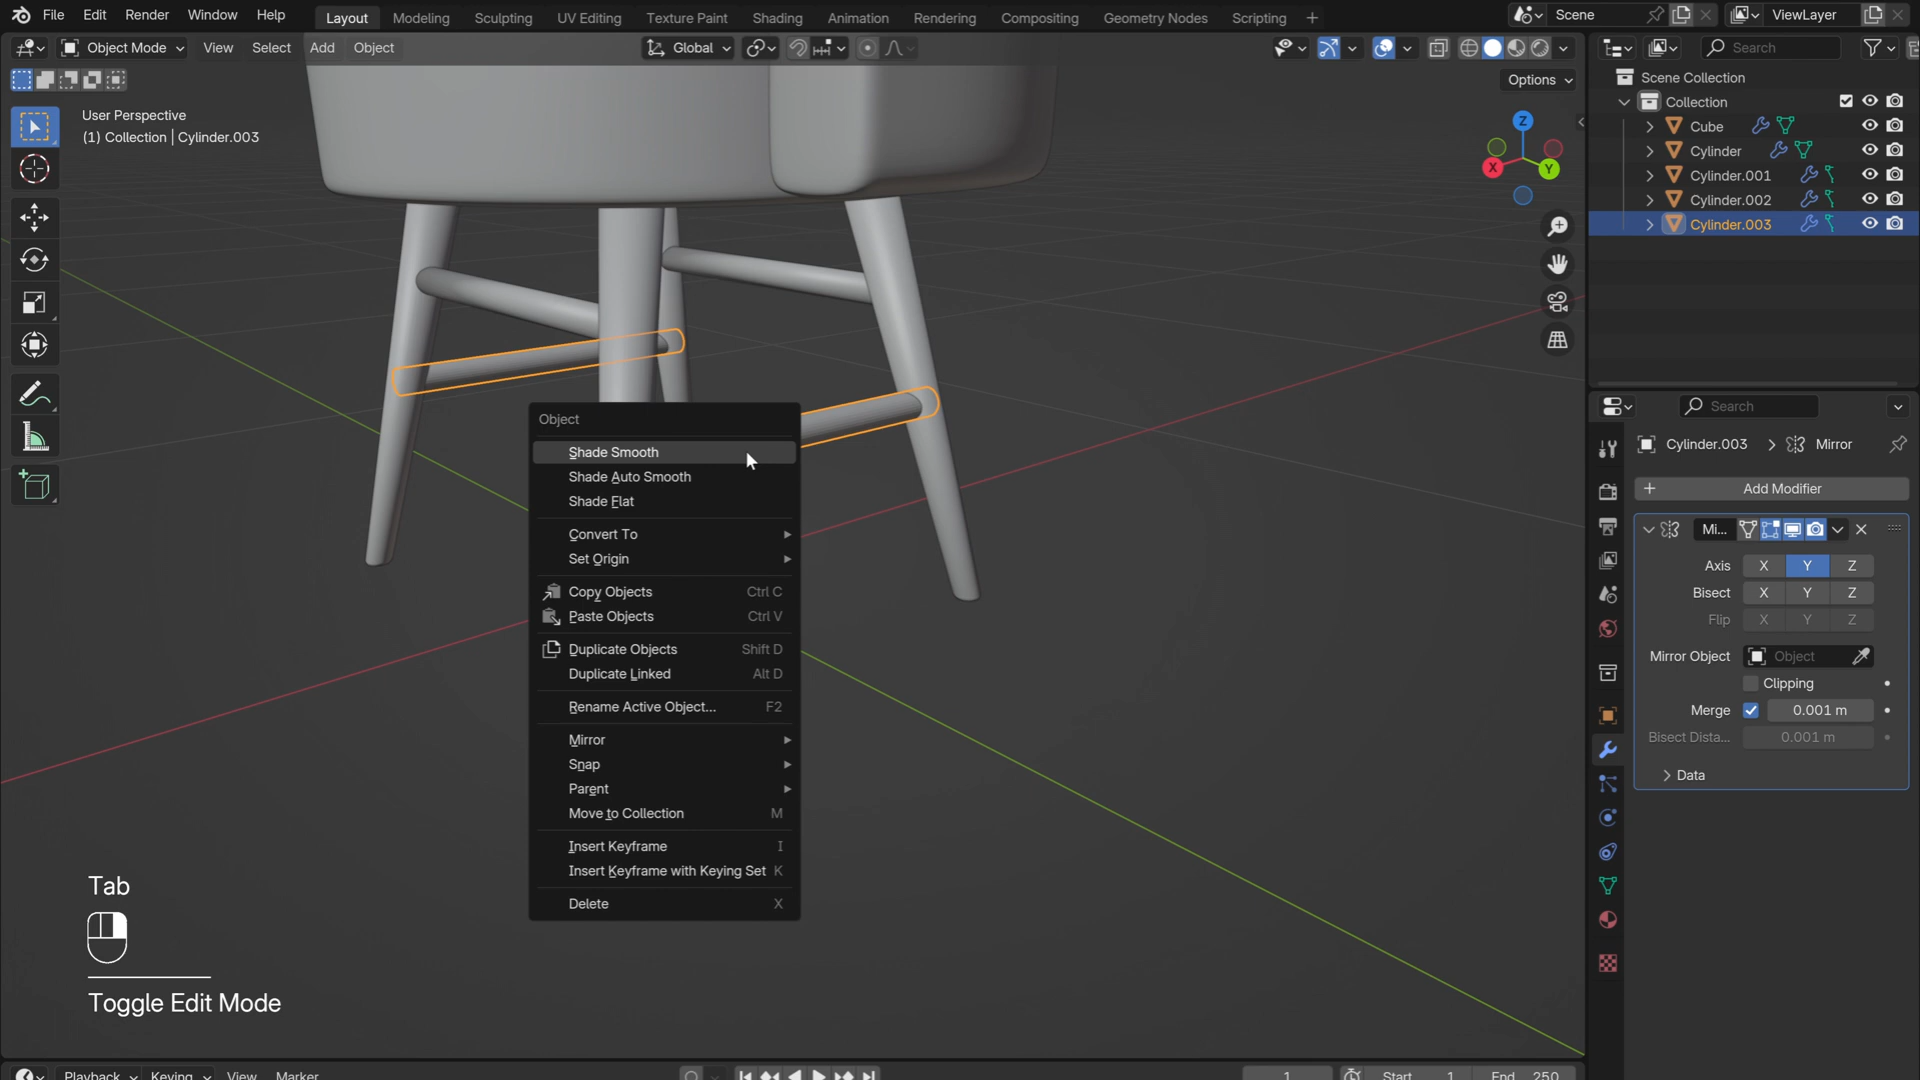 File Edit Render Window Help
Layout Modeling Sculpting UV Editing Texture Paint Shading Animation Rendering Compositing Geometry Nodes Scripting +
Scene
ViewLayer
Object Mode View Select Add Object
Global
Search
Options
User Perspective
(1) Collection | Cylinder.003
Z
X
Y
Scene Collection
Collection
Cube
Cylinder
Cylinder.001
Cylinder.002
Cylinder.003
Object
Shade Smooth
Shade Auto Smooth
Shade Flat
Convert To
Set Origin
Copy Objects Ctrl C
Paste Objects Ctrl V
Duplicate Objects Shift D
Duplicate Linked Alt D
Rename Active Object... F2
Mirror
Snap
Parent
Move to Collection M
Insert Keyframe I
Insert Keyframe with Keying Set K
Delete X
Search
Cylinder.003 > Mirror
+ Add Modifier
Mi...
Axis X Y Z
Bisect X Y Z
Flip X Y Z
Mirror Object Object
Clipping
Merge 0.001 m
Bisect Dista... 0.001 m
Data
Tab
Toggle Edit Mode
Playback Keying View Marker
1 Start 1 End 250